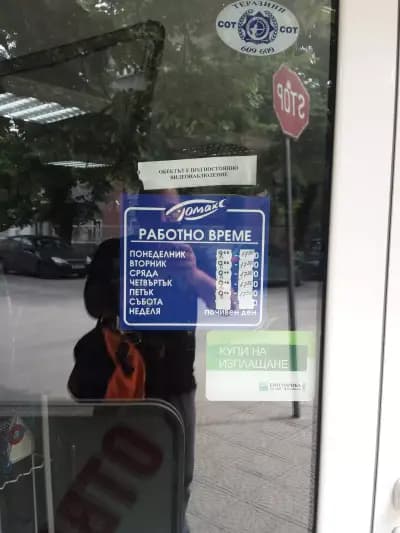 ТЕРАЗИНИ
СОТ СОТ
609 609
STOP
ОБЕКТЪТ Е ПОД ПОСТОЯННО
ВИДЕОНАБЛЮДЕНИЕ
Юмакс
РАБОТНО ВРЕМЕ
ПОНЕДЕЛНИК
ВТОРНИК
СРЯДА
ЧЕТВЪРТЪК
ПЕТЪК
СЪБОТА
НЕДЕЛЯ почивен ден
КУПИ НА
ИЗПЛАЩАНЕ